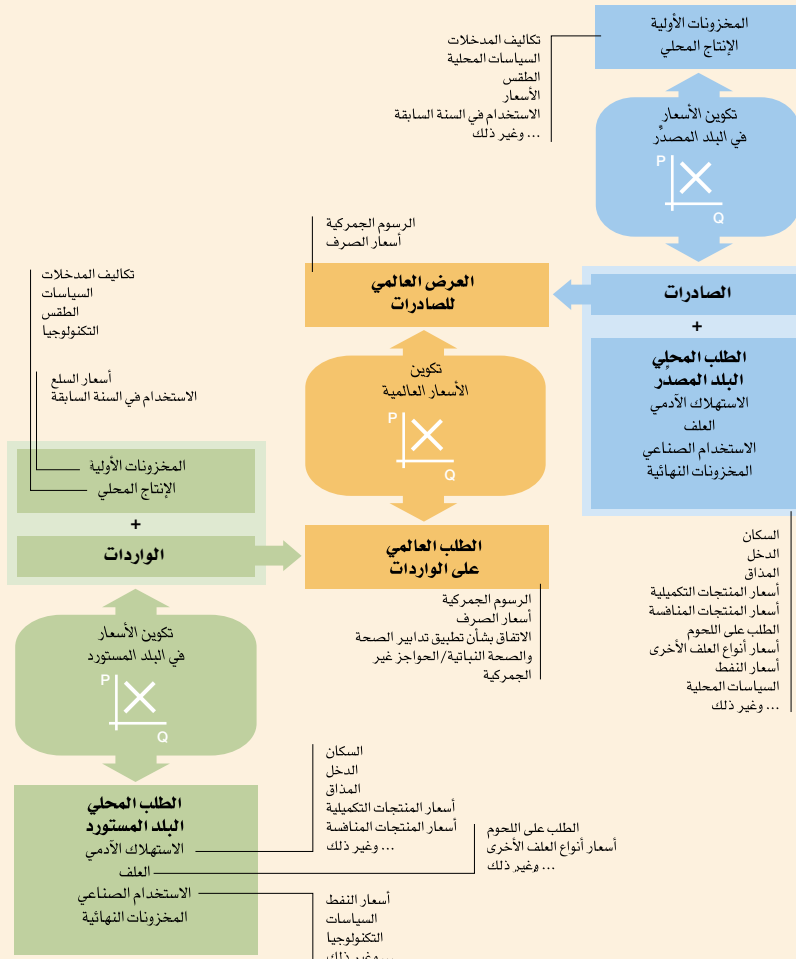 المخزونات الأولية
الإنتاج المحلي
تكاليف المدخلات
السياسات المحلية
الطقس
الأسعار
الاستخدام في السنة السابقة
... وغير ذلك
تكوين الأسعار
في البلد المصدِّر
P
Q
الصادرات
+
الطلب المحلي
البلد المصدِّر
الاستهلاك الآدمي
العلف
الاستخدام الصناعي
المخزونات النهائية
السكان
الدخل
المذاق
أسعار المنتجات التكميلية
أسعار المنتجات المنافسة
الطلب على اللحوم
أسعار أنواع العلف الأخرى
أسعار النفط
السياسات المحلية
... وغير ذلك
الرسوم الجمركية
أسعار الصرف
العرض العالمي
للصادرات
تكوين
الأسعار العالمية
P
Q
الطلب العالمي
على الواردات
الرسوم الجمركية
أسعار الصرف
الاتفاق بشأن تطبيق تدابير الصحة
والصحة النباتية/الحواجز غير
الجمركية
تكاليف المدخلات
السياسات
الطقس
التكنولوجيا
أسعار السلع
الاستخدام في السنة السابقة
المخزونات الأولية
الإنتاج المحلي
+
الواردات
تكوين الأسعار
في البلد المستورد
P
Q
الطلب المحلي
البلد المستورد
الاستهلاك الآدمي
العلف
الاستخدام الصناعي
المخزونات النهائية
السكان
الدخل
المذاق
أسعار المنتجات التكميلية
أسعار المنتجات المنافسة
... وغير ذلك
الطلب على اللحوم
أسعار أنواع العلف الأخرى
... وغير ذلك
أسعار النفط
السياسات
التكنولوجيا
... وغير ذلك